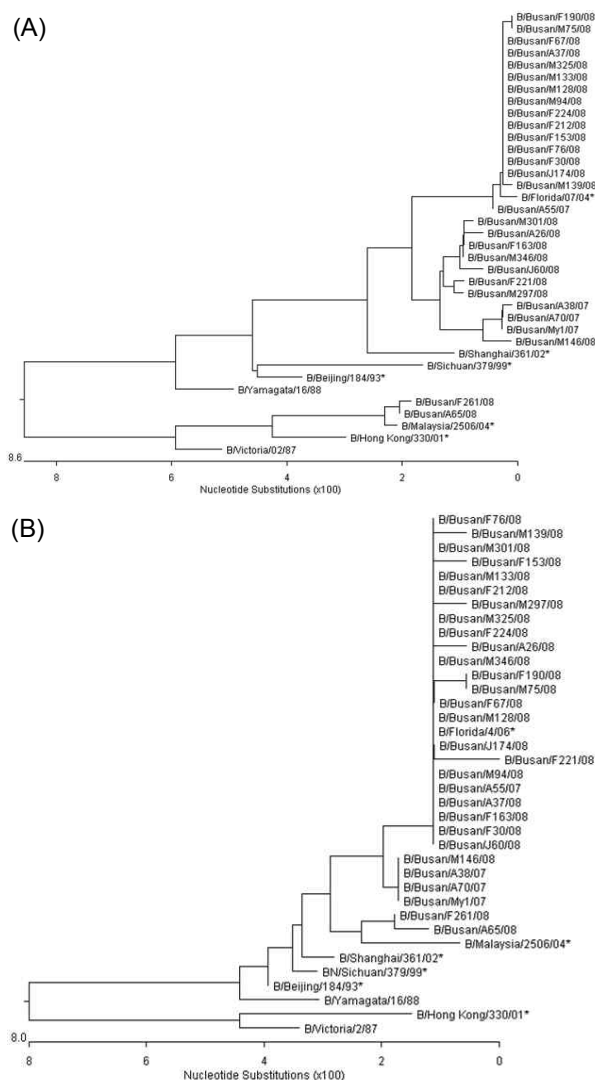 (A)
B/Busan/F190/08
B/Busan/M75/08
B/Busan/F67/08
B/Busan/A37/08
B/Busan/M325/08
B/Busan/M133/08
B/Busan/M128/08
B/Busan/M94/08
B/Busan/F224/08
B/Busan/F212/08
B/Busan/F153/08
B/Busan/F76/08
B/Busan/F30/08
B/Busan/J174/08
B/Busan/M139/08
B/Florida/07/04*
B/Busan/A55/07
B/Busan/M301/08
B/Busan/A26/08
B/Busan/F163/08
B/Busan/M346/08
B/Busan/J60/08
B/Busan/F221/08
B/Busan/M297/08
B/Busan/A38/07
B/Busan/A70/07
B/Busan/My1/07
B/Busan/M146/08
B/Shanghai/361/02*
B/Sichuan/379/99*
B/Beijing/184/93*
B/Yamagata/16/88
B/Busan/F261/08
B/Busan/A65/08
B/Malaysia/2506/04*
B/Hong Kong/330/01*
B/Victoria/02/87
8.6
8 6 4 2 0
Nucleotide Substitutions (x100)
(B)
B/Busan/F76/08
B/Busan/M139/08
B/Busan/M301/08
B/Busan/F153/08
B/Busan/M133/08
B/Busan/F212/08
B/Busan/M297/08
B/Busan/M325/08
B/Busan/F224/08
B/Busan/A26/08
B/Busan/M346/08
B/Busan/F190/08
B/Busan/M75/08
B/Busan/F67/08
B/Busan/M128/08
B/Florida/4/06*
B/Busan/J174/08
B/Busan/F221/08
B/Busan/M94/08
B/Busan/A55/07
B/Busan/A37/08
B/Busan/F163/08
B/Busan/F30/08
B/Busan/J60/08
B/Busan/M146/08
B/Busan/A38/07
B/Busan/A70/07
B/Busan/My1/07
B/Busan/F261/08
B/Busan/A65/08
B/Malaysia/2506/04*
B/Shanghai/361/02*
BN/Sichuan/379/99*
B/Beijing/184/93*
B/Yamagata/16/88
B/Hong Kong/330/01*
B/Victoria/2/87
8.0
8 6 4 2 0
Nucleotide Substitutions (x100)